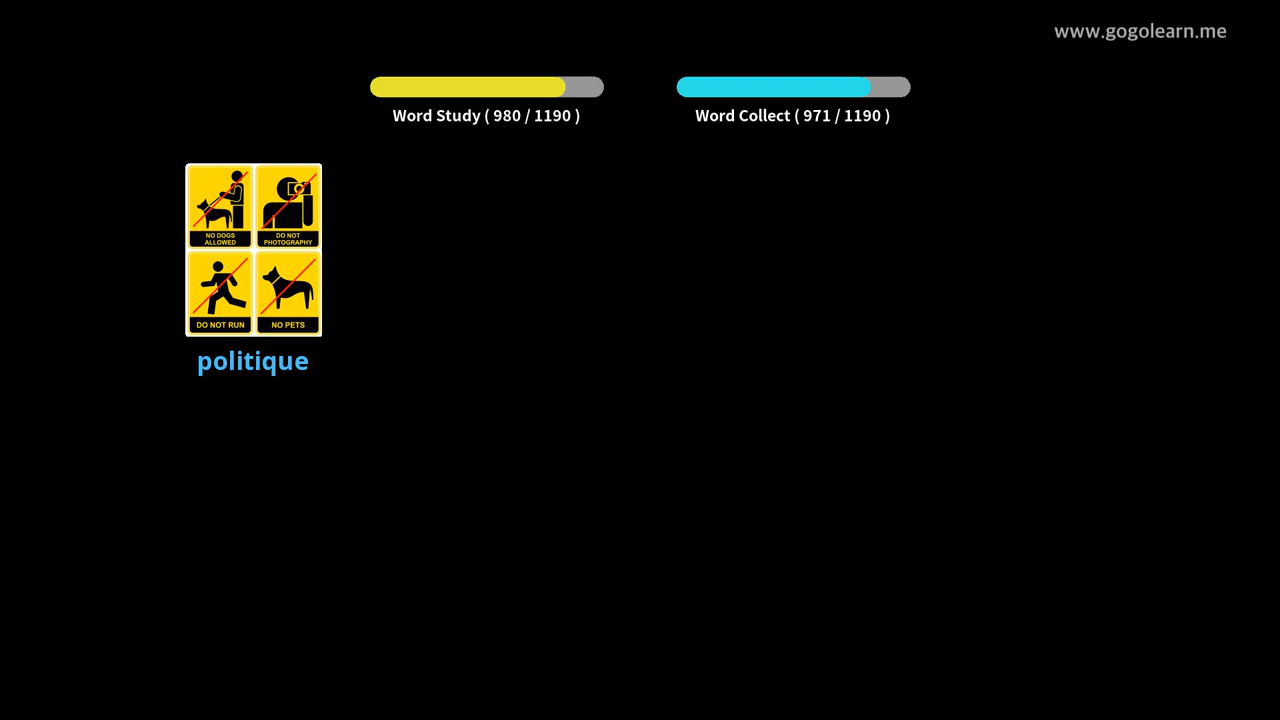 www.gogolearn.me
Word Study ( 980 / 1190 )
Word Collect ( 971 / 1190 )
NO DOGS
ALLOWED
DO NOT
PHOTOGRAPHY
DO NOT RUN
NO PETS
politique